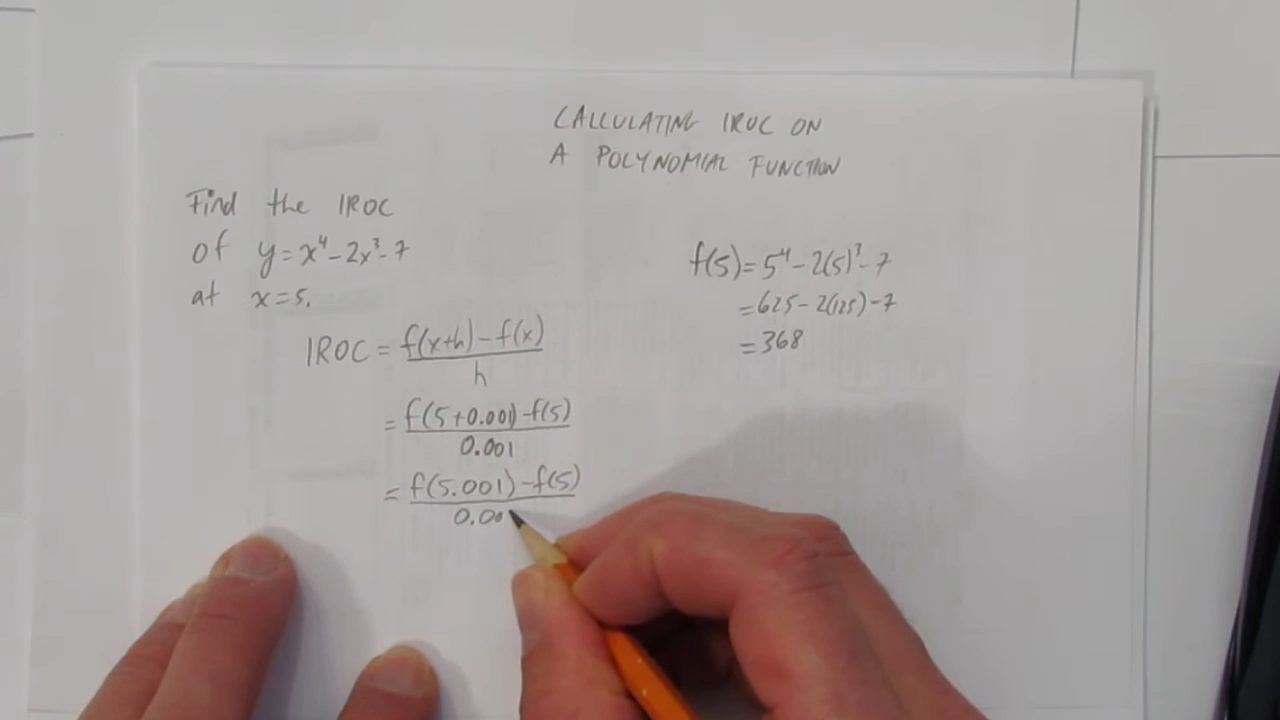 CALCULATING IROC ON
A POLYNOMIAL FUNCTION
Find the IROC
of y=x⁴-2x³-7
at x=5.
IROC = f(x+h)-f(x)
h
= f(5+0.001)-f(5)
0.001
= f(5.001)-f(5)
0.00
f(5)=5⁴-2(5)³-7
=625-2(125)-7
=368